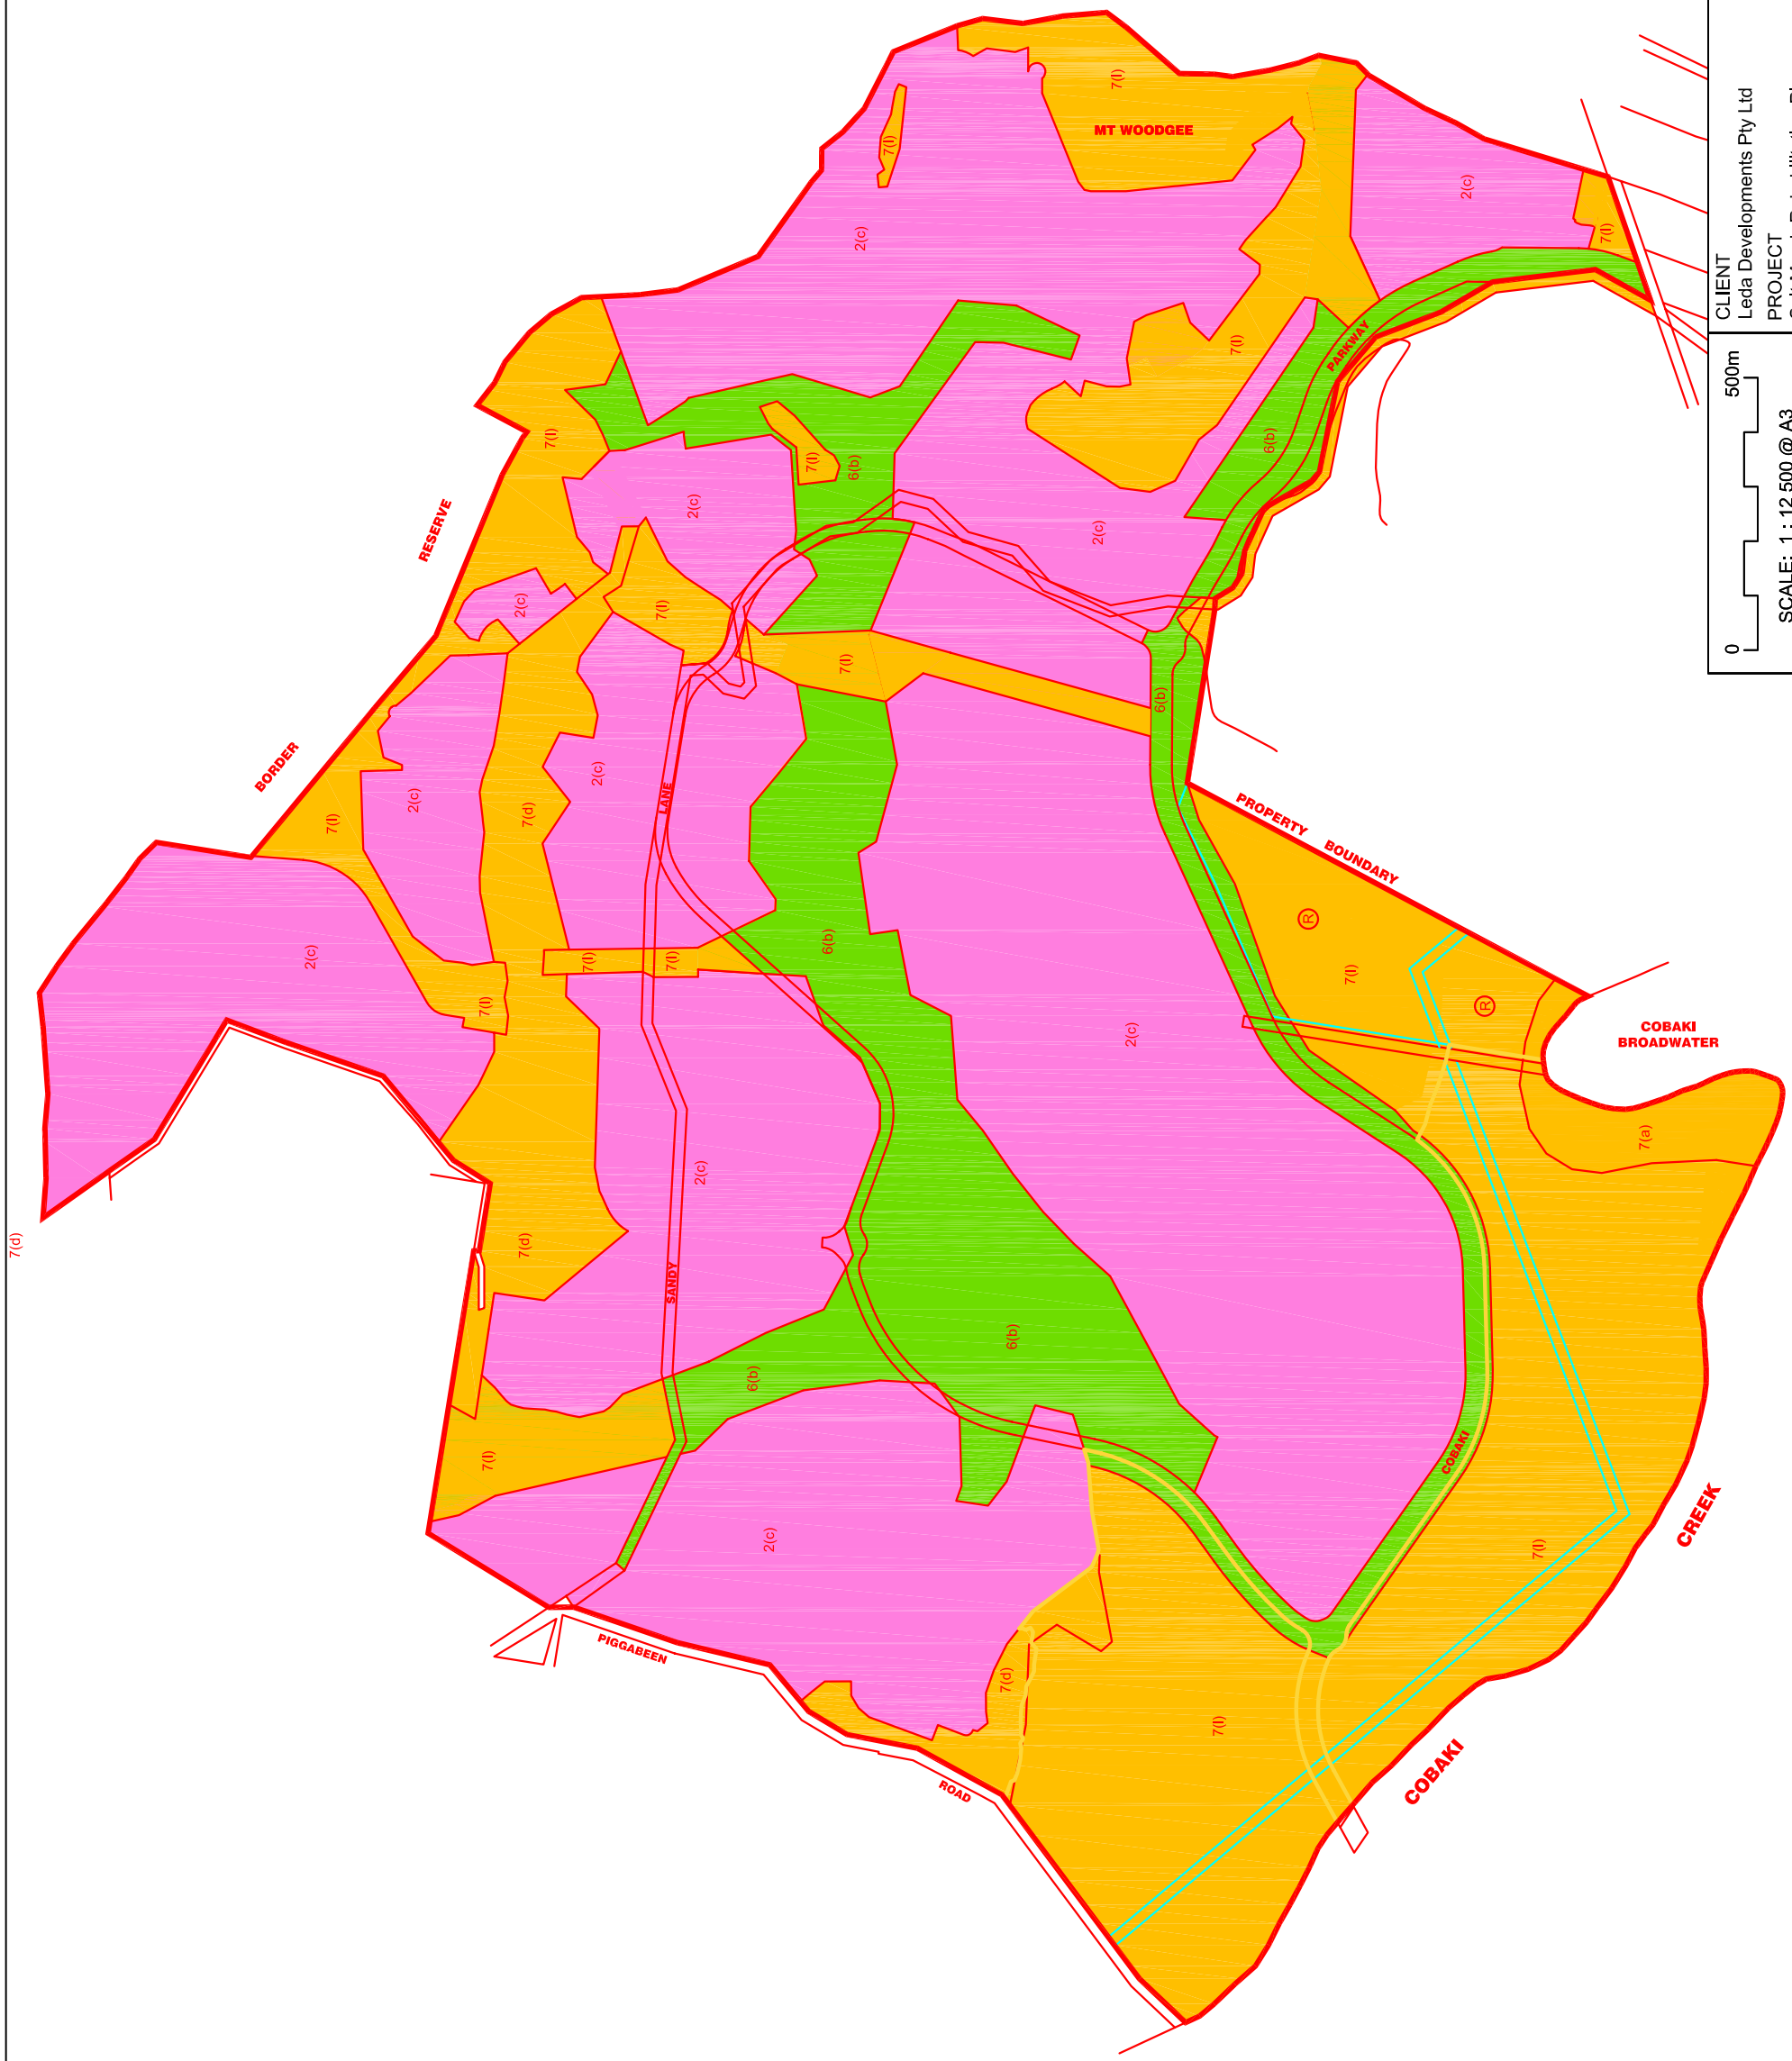 7(d)
BORDER
RESERVE
2(c)
7(l)
2(c)
7(l)
7(d)
2(c)
7(l)
2(c)
7(l)
2(c)
7(l)
7(l)
6(b)
2(c)
7(l)
7(l)
MT WOODGEE
2(c)
7(l)
7(l)
2(c)
7(l)
6(b)
PARKWAY
2(c)
7(l)
7(l)
7(l)
LANE
SANDY
6(b)
2(c)
7(d)
7(l)
6(b)
6(b)
2(c)
6(b)
PROPERTY BOUNDARY
R
7(l)
R
COBAKI
BROADWATER
7(a)
2(c)
PIGGABEEN
ROAD
7(d)
7(l)
COBAKI
7(l)
COBAKI
CREEK
CLIENT
Leda Developments Pty Ltd
PROJECT
0 500m
SCALE: 1 : 12 500 @ A3